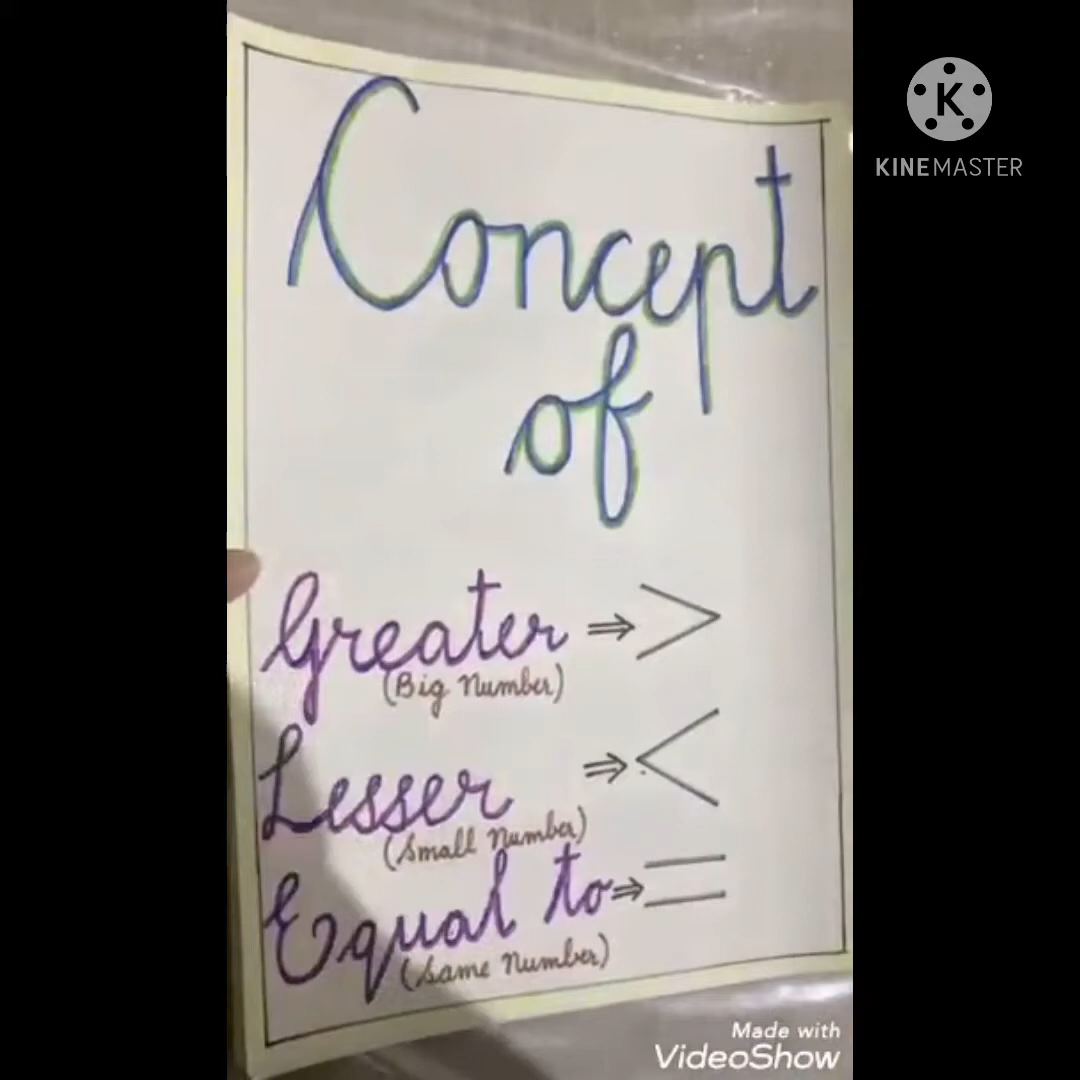 Concept
of
Greater ⇒ >
(Big Number)
Lesser ⇒ <
(Small Number)
Equal to ⇒ =
(Same Number)
K
KINEMASTER
Made with
VideoShow